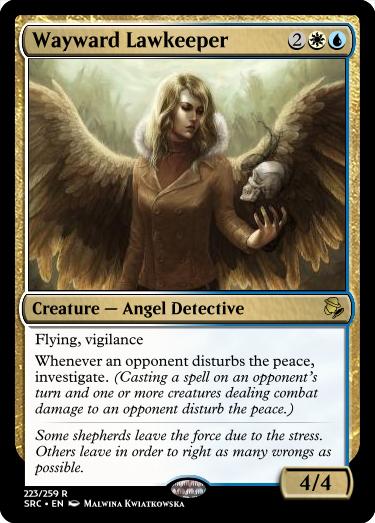 Wayward Lawkeeper 2
Creature — Angel Detective
Flying, vigilance
Whenever an opponent disturbs the peace,
investigate. (Casting a spell on an opponent's
turn and one or more creatures dealing combat
damage to an opponent disturb the peace.)
Some shepherds leave the force due to the stress.
Others leave in order to right as many wrongs as
possible.
4/4
223/259 R
SRC • EN Malwina Kwiatkowska